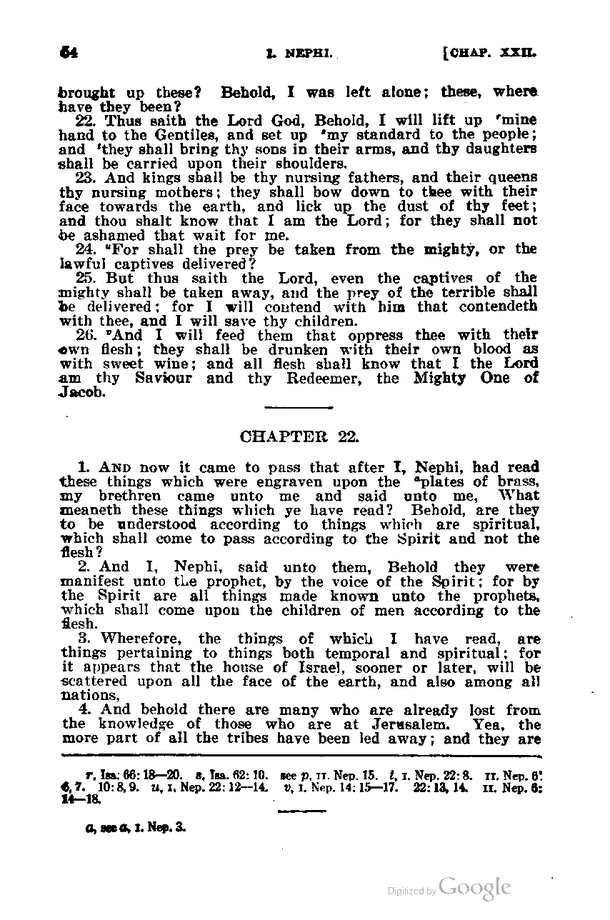 54 I. NEPHI. [CHAP. XXII.
brought up these? Behold, I was left alone; these, where
have they been?
22. Thus saith the Lord God, Behold, I will lift up ʳmine
hand to the Gentiles, and set up ˢmy standard to the people;
and ᵗthey shall bring thy sons in their arms, and thy daughters
shall be carried upon their shoulders.
23. And kings shall be thy nursing fathers, and their queens
thy nursing mothers; they shall bow down to thee with their
face towards the earth, and lick up the dust of thy feet;
and thou shalt know that I am the Lord; for they shall not
be ashamed that wait for me.
24. ᵘFor shall the prey be taken from the mighty, or the
lawful captives delivered?
25. But thus saith the Lord, even the captives of the
mighty shall be taken away, and the prey of the terrible shall
be delivered; for I will contend with him that contendeth
with thee, and I will save thy children.
26. ᵛAnd I will feed them that oppress thee with their
own flesh; they shall be drunken with their own blood as
with sweet wine; and all flesh shall know that I the Lord
am thy Saviour and thy Redeemer, the Mighty One of
Jacob.
CHAPTER 22.
1. AND now it came to pass that after I, Nephi, had read
these things which were engraven upon the ᵃplates of brass,
my brethren came unto me and said unto me, What
meaneth these things which ye have read? Behold, are they
to be understood according to things which are spiritual,
which shall come to pass according to the Spirit and not the
flesh?
2. And I, Nephi, said unto them, Behold they were
manifest unto the prophet, by the voice of the Spirit; for by
the Spirit are all things made known unto the prophets,
which shall come upon the children of men according to the
flesh.
3. Wherefore, the things of which I have read, are
things pertaining to things both temporal and spiritual; for
it appears that the house of Israel, sooner or later, will be
scattered upon all the face of the earth, and also among all
nations,
4. And behold there are many who are already lost from
the knowledge of those who are at Jerusalem. Yea, the
more part of all the tribes have been led away; and they are
r, Isa. 66:18—20. s, Isa. 62:10. see p, II. Nep. 15. t, I. Nep. 22:8. II. Nep. 6:
6, 7. 10:8, 9. u, I. Nep. 22:12—14. v, I. Nep. 14:15—17. 22:13, 14. II. Nep. 6:
14—18.
a, see a, I. Nep. 3.
Digitized by Google